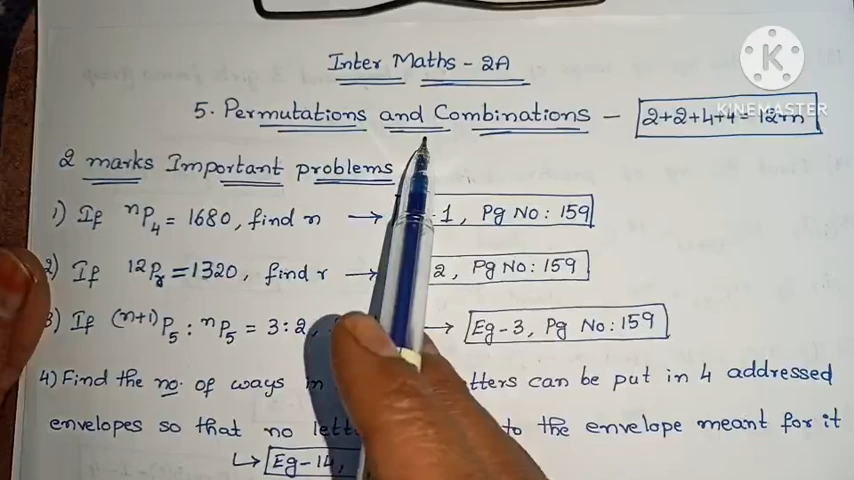 Inter Maths - 2A
5. Permutations and Combinations - 2+2+4+4=12m
KINEMASTER
2 marks Important problems
1) If ⁿP₄ = 1680, find n → -1, Pg No: 159
2) If ¹²Pᵣ = 1320, find r → 2, Pg No: 159
3) If ⁽ⁿ⁺¹⁾P₅ : ⁿP₅ = 3:2, → Eg-3, Pg No: 159
4) Find the no. of ways in can be put in 4 addressed
envelopes so that no to the envelope meant for it
↳ Eg-14,